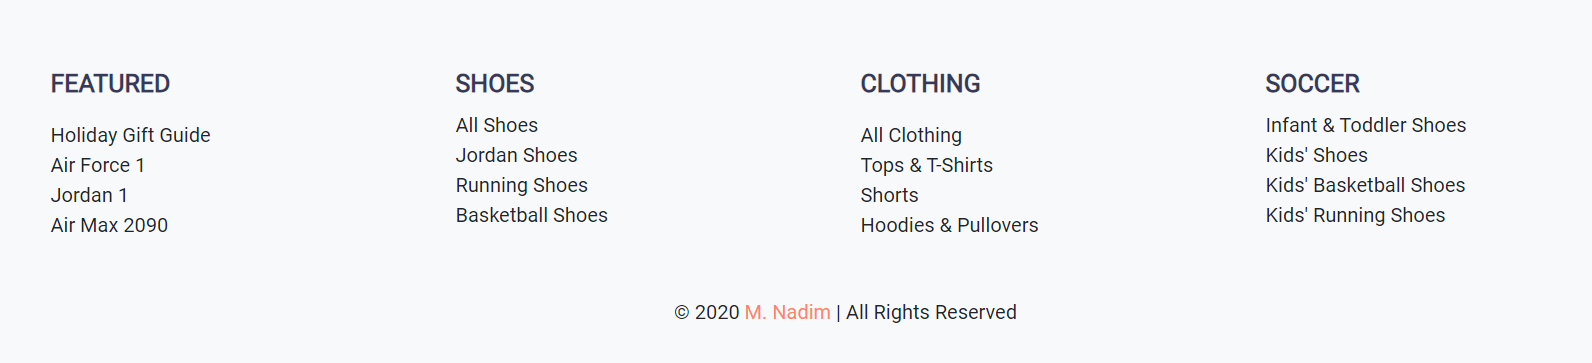 FEATURED
Holiday Gift Guide
Air Force 1
Jordan 1
Air Max 2090
SHOES
All Shoes
Jordan Shoes
Running Shoes
Basketball Shoes
CLOTHING
All Clothing
Tops & T-Shirts
Shorts
Hoodies & Pullovers
SOCCER
Infant & Toddler Shoes
Kids' Shoes
Kids' Basketball Shoes
Kids' Running Shoes
© 2020 M. Nadim | All Rights Reserved